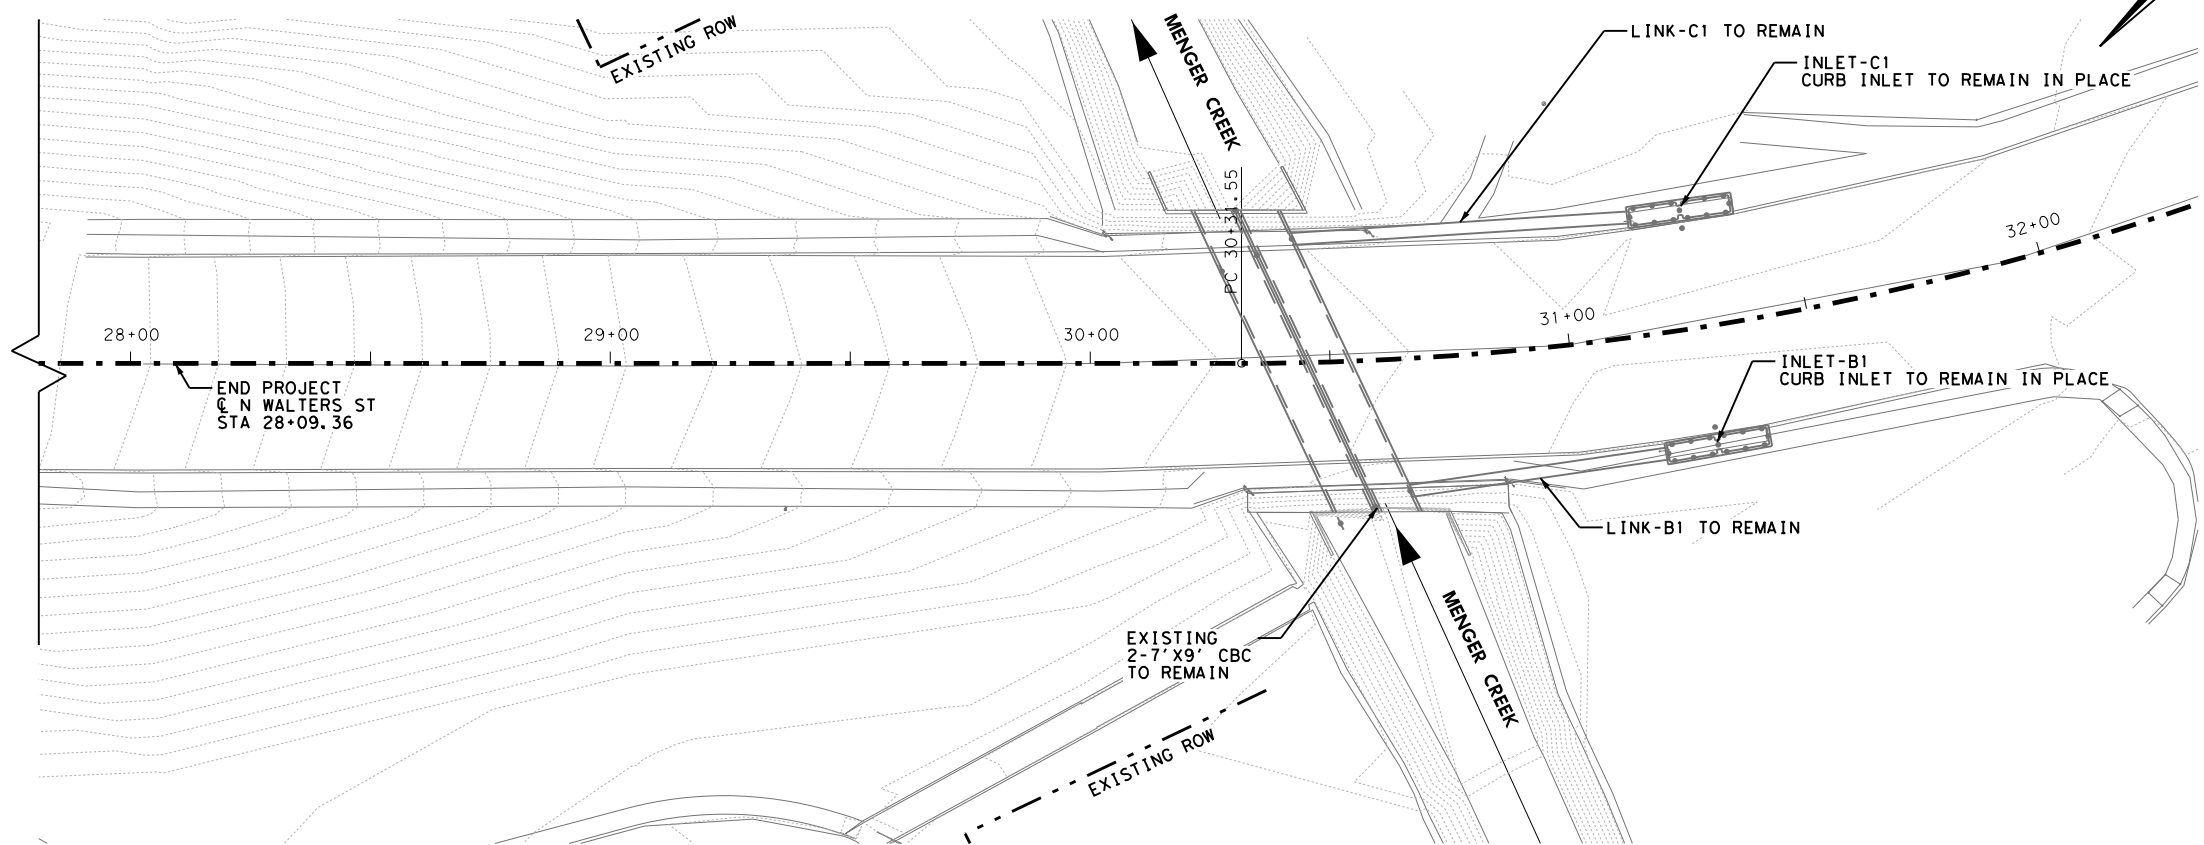 EXISTING ROW
MENGER CREEK
LINK-C1 TO REMAIN
INLET-C1
CURB INLET TO REMAIN IN PLACE
PC 30+31.55
32+00
31+00
28+00
29+00
30+00
END PROJECT
℄ N WALTERS ST
STA 28+09.36
INLET-B1
CURB INLET TO REMAIN IN PLACE
LINK-B1 TO REMAIN
EXISTING
2-7'X9' CBC
TO REMAIN
MENGER CREEK
EXISTING ROW